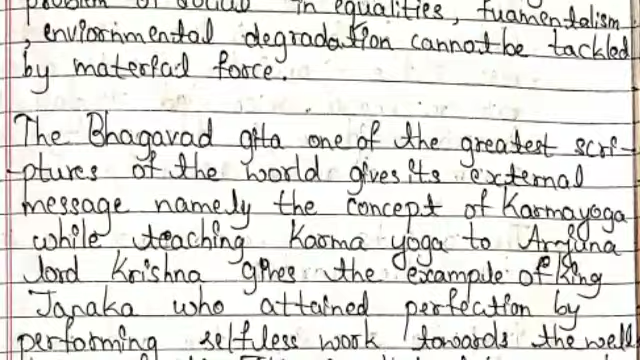 problem of social in equalities, fuamentalism
, enviornmental degradation cannot be tackled
by material force.
The Bhagavad gita one of the greatest scri-
-ptures of the world gives its external
message namely the concept of Karmayoga
while teaching Karma yoga to Arjuna
lord Krishna gives the example of King
Janaka who attained perfection by
performing selfless work towards the well